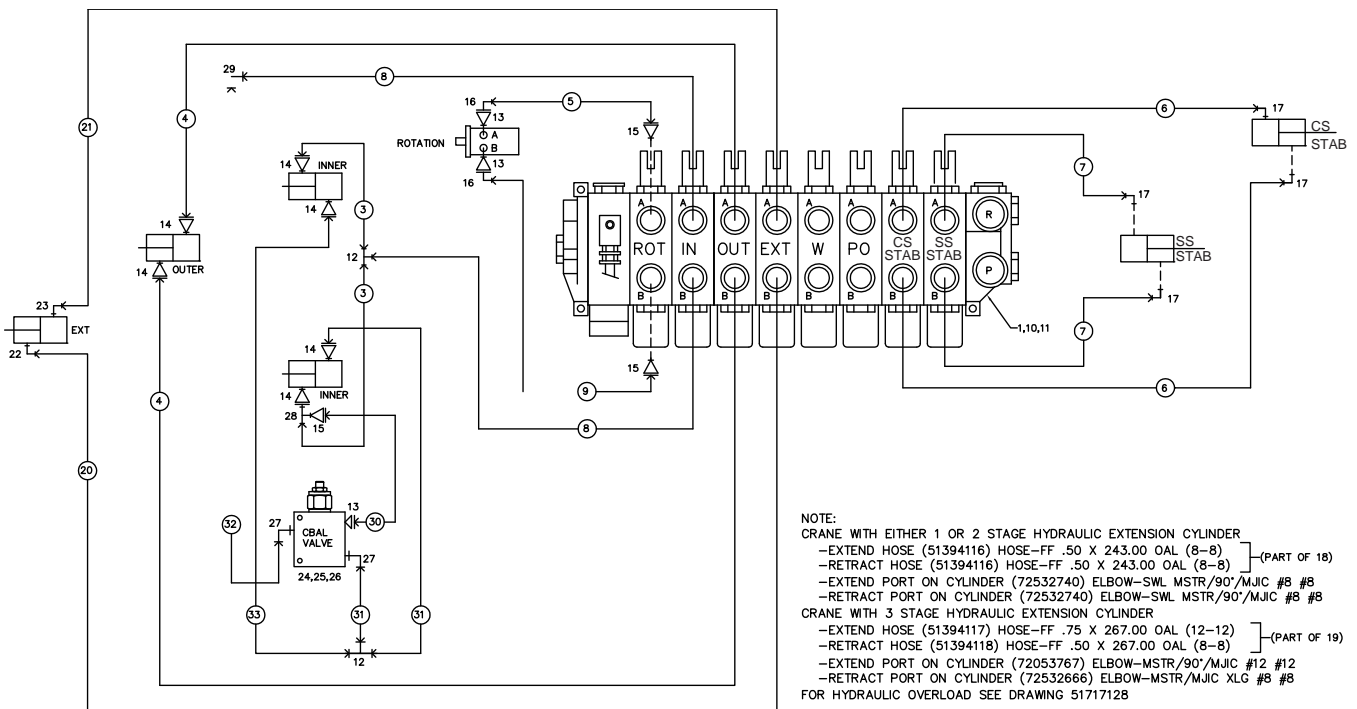 29
8
5
6
17
CS
STAB
21
4
16
13
15
7
ROTATION
A
B
14
INNER
13
16
17
17
3
A A A A A A A A
R
ROT IN OUT EXT W PO CS
STAB SS
STAB
P
B B B B B B B B
SS
STAB
17
14
12
14
OUTER
14
3
7
1,10,11
23
EXT
22
14
INNER
14
15
9
6
4
28
15
8
20
32
27
13
30
CBAL
VALVE
27
24,25,26
33
31
31
12
NOTE:
CRANE WITH EITHER 1 OR 2 STAGE HYDRAULIC EXTENSION CYLINDER
-EXTEND HOSE (51394116) HOSE-FF .50 X 243.00 OAL (8-8)
-RETRACT HOSE (51394116) HOSE-FF .50 X 243.00 OAL (8-8)
(PART OF 18)
-EXTEND PORT ON CYLINDER (72532740) ELBOW-SWL MSTR/90°/MJIC #8 #8
-RETRACT PORT ON CYLINDER (72532740) ELBOW-SWL MSTR/90°/MJIC #8 #8
CRANE WITH 3 STAGE HYDRAULIC EXTENSION CYLINDER
-EXTEND HOSE (51394117) HOSE-FF .75 X 267.00 OAL (12-12)
-RETRACT HOSE (51394118) HOSE-FF .50 X 267.00 OAL (8-8)
(PART OF 19)
-EXTEND PORT ON CYLINDER (72053767) ELBOW-MSTR/90°/MJIC #12 #12
-RETRACT PORT ON CYLINDER (72532666) ELBOW-MSTR/MJIC XLG #8 #8
FOR HYDRAULIC OVERLOAD SEE DRAWING 51717128